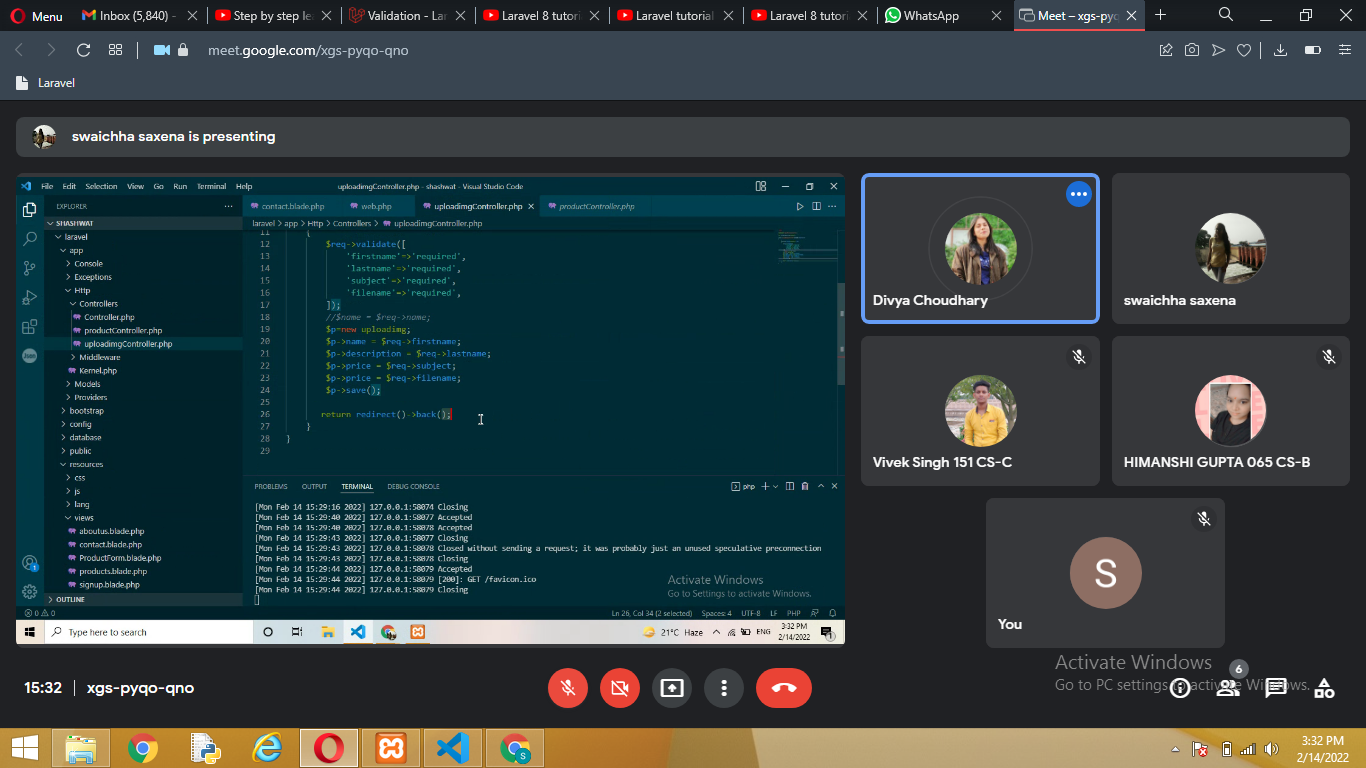 Menu
Inbox (5,840) -
Step by step le
Validation - La
Laravel 8 tutori
Laravel tutorial
Laravel 8 tutori
WhatsApp
Meet – xgs-pyq
meet.google.com/xgs-pyqo-qno
Laravel
swaichha saxena is presenting
File Edit Selection View Go Run Terminal Help
uploadimgController.php - shashwat - Visual Studio Code
EXPLORER
contact.blade.php
web.php
uploadimgController.php
productController.php
SHASHWAT
laravel > app > Http > Controllers > uploadimgController.php
laravel
app
Console
Exceptions
Http
Controllers
Controller.php
productController.php
uploadimgController.php
Middleware
Kernel.php
Models
Providers
bootstrap
config
database
public
resources
css
js
lang
views
aboutus.blade.php
contact.blade.php
ProductForm.blade.php
products.blade.php
signup.blade.php
OUTLINE
11 {
12 $req->validate([
13 'firstname'=>'required',
14 'lastname'=>'required',
15 'subject'=>'required',
16 'filename'=>'required',
17 ]);
18 //$name = $req->name;
19 $p=new uploadimg;
20 $p->name = $req->firstname;
21 $p->description = $req->lastname;
22 $p->price = $req->subject;
23 $p->price = $req->filename;
24 $p->save();
25
26 return redirect()->back();
27 }
28 }
29
PROBLEMS OUTPUT TERMINAL DEBUG CONSOLE
php
[Mon Feb 14 15:29:16 2022] 127.0.0.1:58074 Closing
[Mon Feb 14 15:29:40 2022] 127.0.0.1:58077 Accepted
[Mon Feb 14 15:29:40 2022] 127.0.0.1:58078 Accepted
[Mon Feb 14 15:29:43 2022] 127.0.0.1:58077 Closing
[Mon Feb 14 15:29:43 2022] 127.0.0.1:58078 Closed without sending a request; it was probably just an unused speculative preconnection
[Mon Feb 14 15:29:43 2022] 127.0.0.1:58078 Closing
[Mon Feb 14 15:29:44 2022] 127.0.0.1:58079 Accepted
[Mon Feb 14 15:29:44 2022] 127.0.0.1:58079 [200]: GET /favicon.ico
[Mon Feb 14 15:29:44 2022] 127.0.0.1:58079 Closing
Activate Windows
Go to Settings to activate Windows.
0 0
Ln 26, Col 34 (2 selected) Spaces: 4 UTF-8 LF PHP
Type here to search
21°C Haze
ENG
3:32 PM
2/14/2022
1
Divya Choudhary
swaichha saxena
Vivek Singh 151 CS-C
HIMANSHI GUPTA 065 CS-B
S
You
15:32 | xgs-pyqo-qno
Activate Windows
Go to PC settings to activate Windows.
6
3:32 PM
2/14/2022